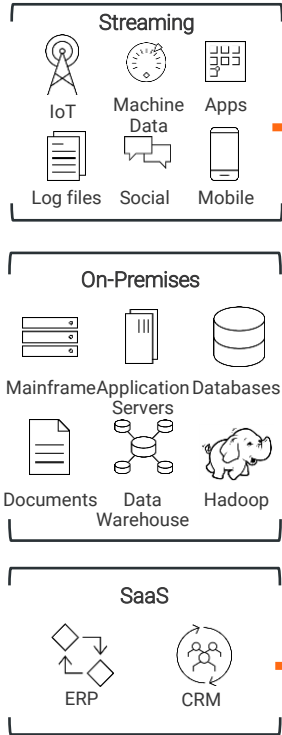 Streaming
IoT
Machine
Data
Apps
Log files
Social
Mobile
On-Premises
Mainframe
Application
Servers
Databases
Documents
Data
Warehouse
Hadoop
SaaS
ERP
CRM